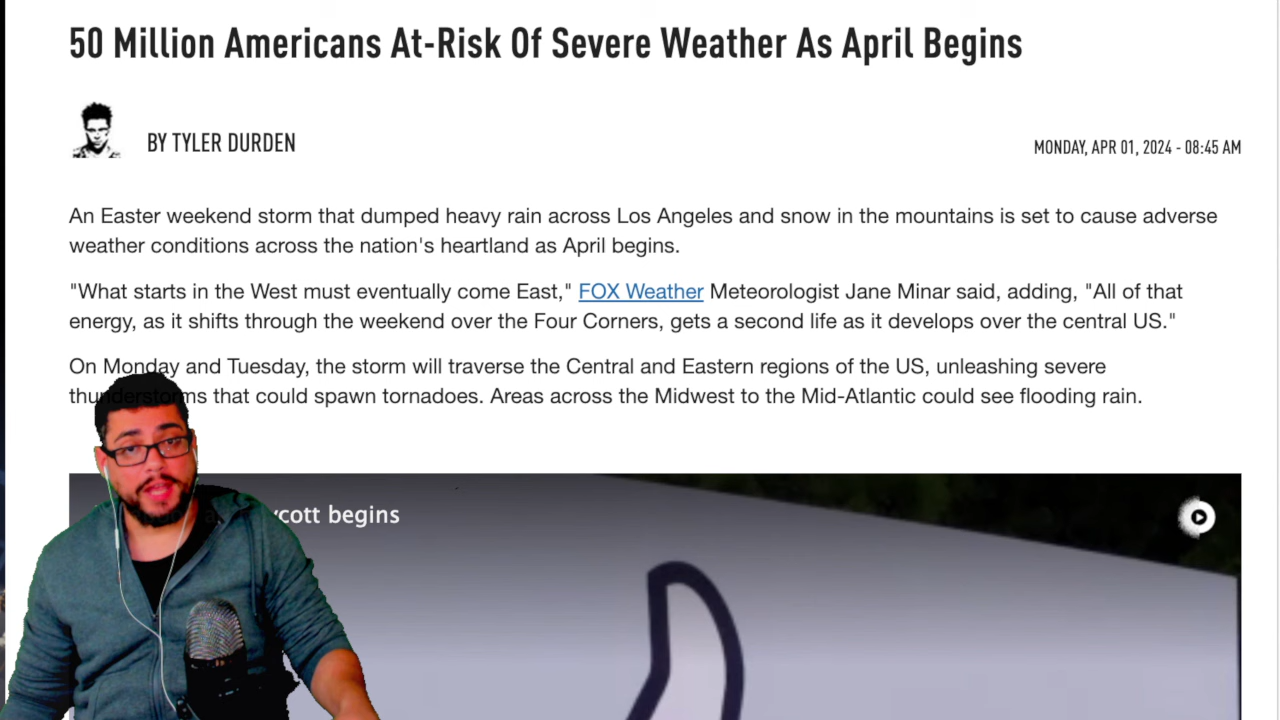 50 Million Americans At-Risk Of Severe Weather As April Begins
BY TYLER DURDEN
MONDAY, APR 01, 2024 - 08:45 AM
An Easter weekend storm that dumped heavy rain across Los Angeles and snow in the mountains is set to cause adverse
weather conditions across the nation's heartland as April begins.
"What starts in the West must eventually come East," FOX Weather Meteorologist Jane Minar said, adding, "All of that
energy, as it shifts through the weekend over the Four Corners, gets a second life as it develops over the central US."
On Monday and Tuesday, the storm will traverse the Central and Eastern regions of the US, unleashing severe
thunderstorms that could spawn tornadoes. Areas across the Midwest to the Mid-Atlantic could see flooding rain.
begins